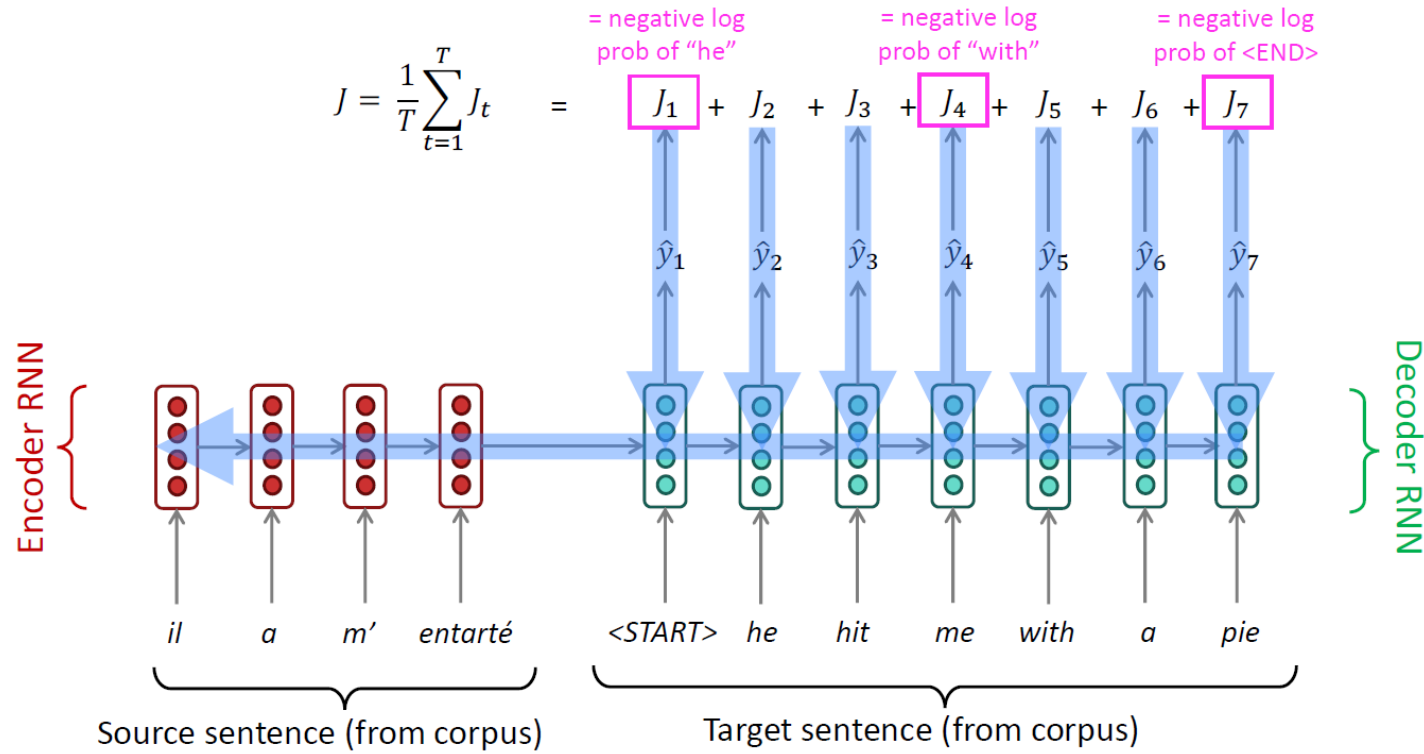 = negative log
prob of “he”
= negative log
prob of “with”
= negative log
prob of <END>
J = 1/T ∑ T t=1 J_t = J_1 + J_2 + J_3 + J_4 + J_5 + J_6 + J_7
ŷ_1 ŷ_2 ŷ_3 ŷ_4 ŷ_5 ŷ_6 ŷ_7
Encoder RNN
Decoder RNN
il a m’ entarté <START> he hit me with a pie
Source sentence (from corpus)
Target sentence (from corpus)